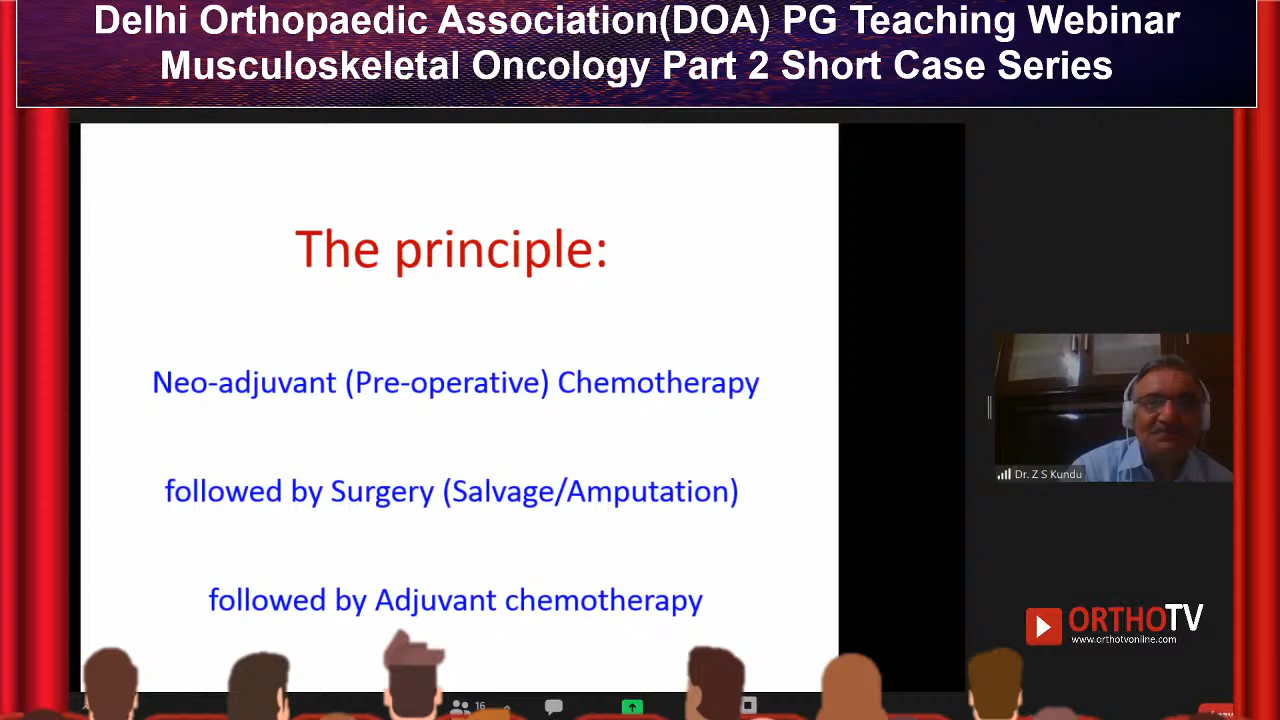 Delhi Orthopaedic Association(DOA) PG Teaching Webinar
Musculoskeletal Oncology Part 2 Short Case Series
The principle:
Neo-adjuvant (Pre-operative) Chemotherapy
followed by Surgery (Salvage/Amputation)
followed by Adjuvant chemotherapy
Dr. Z S Kundu
ORTHOTV
www.orthotvonline.com
16